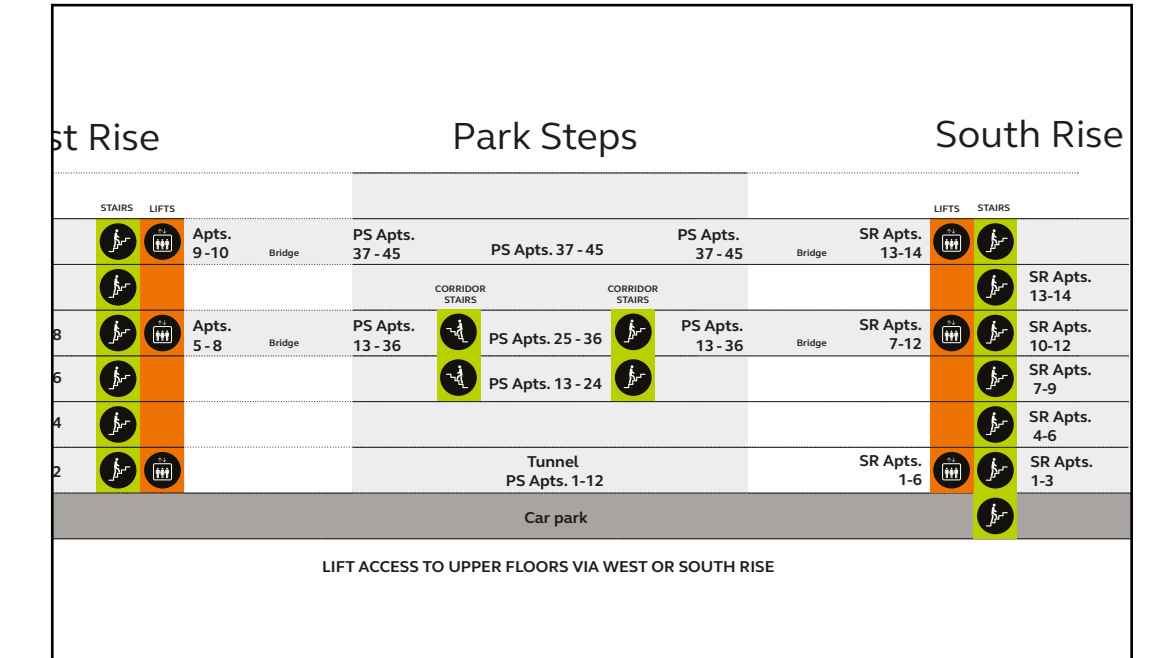 st Rise
Park Steps
South Rise
STAIRS LIFTS
LIFTS STAIRS
Apts.
9-10
Bridge
PS Apts.
37 - 45
PS Apts. 37 - 45
PS Apts.
37 - 45
Bridge
SR Apts.
13-14
CORRIDOR
STAIRS
CORRIDOR
STAIRS
SR Apts.
13-14
8
Apts.
5 - 8
Bridge
PS Apts.
13 - 36
PS Apts. 25 - 36
PS Apts.
13 - 36
Bridge
SR Apts.
7-12
SR Apts.
10-12
6
PS Apts. 13 - 24
SR Apts.
7-9
4
SR Apts.
4-6
2
Tunnel
PS Apts. 1-12
SR Apts.
1-6
SR Apts.
1-3
Car park
LIFT ACCESS TO UPPER FLOORS VIA WEST OR SOUTH RISE